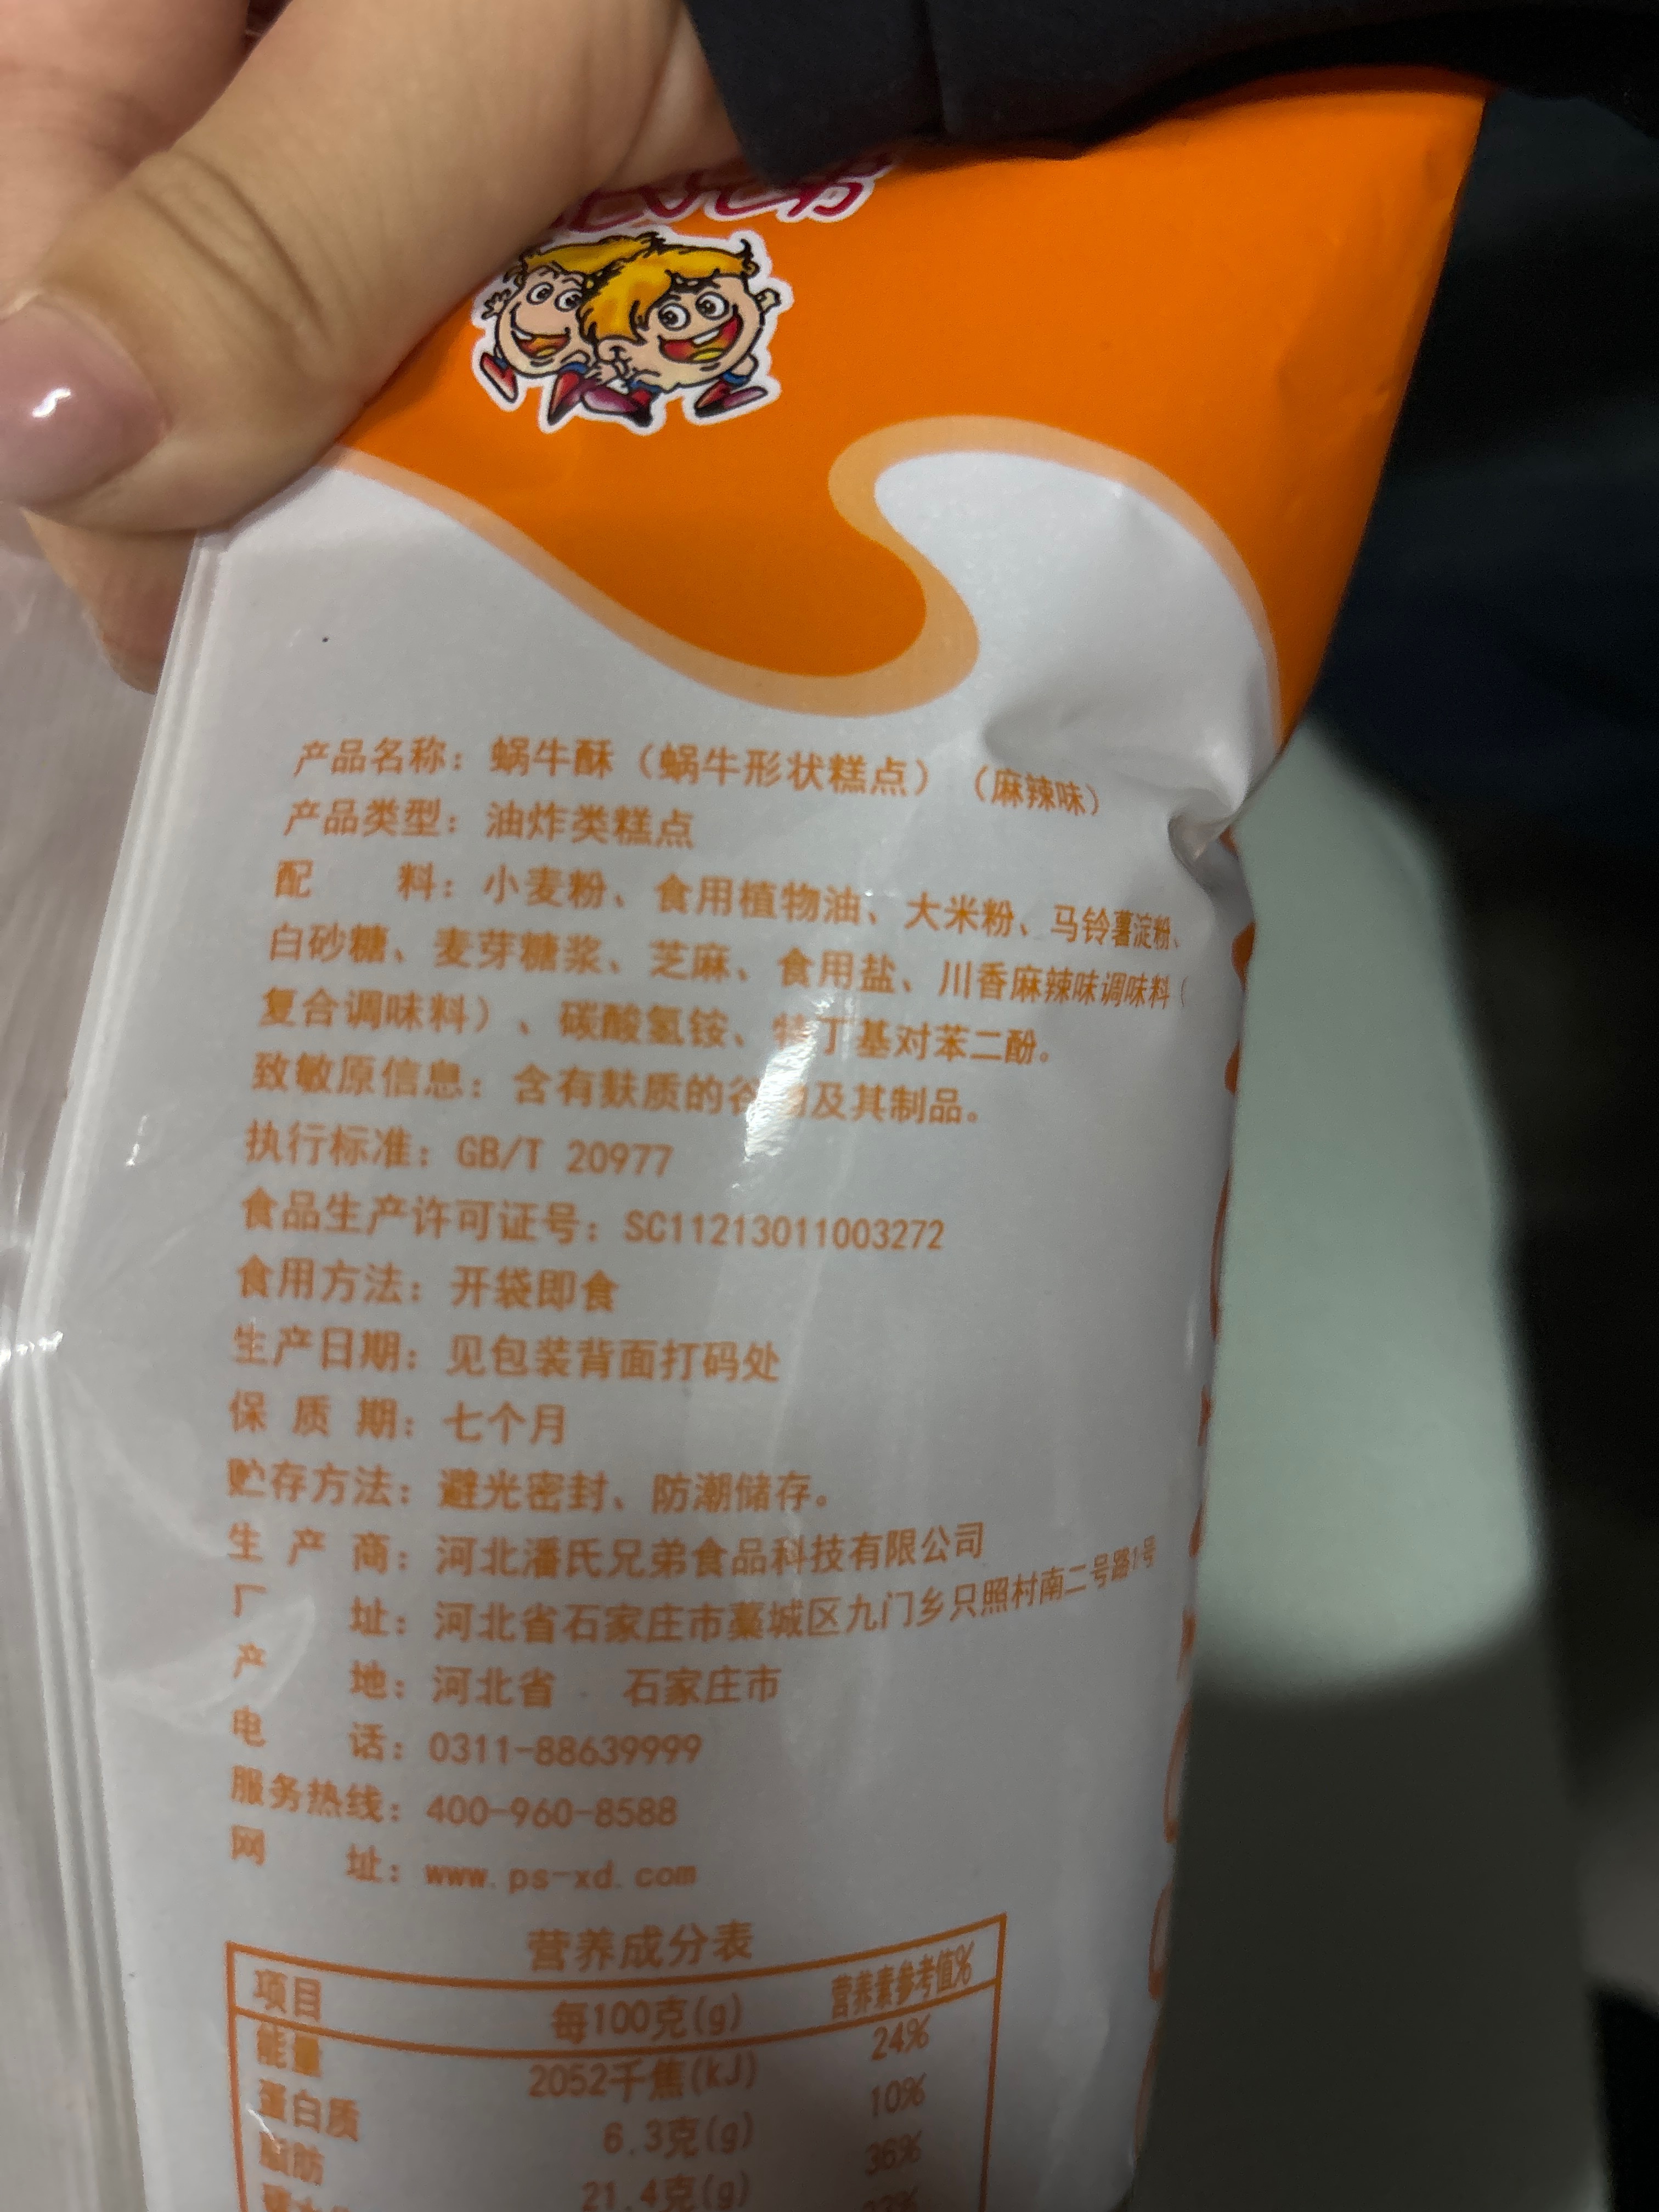 产品名称：蜗牛酥（蜗牛形状糕点）（麻辣味）
产品类型：油炸类糕点
配 料：小麦粉、食用植物油、大米粉、马铃薯淀粉、
白砂糖、麦芽糖浆、芝麻、食用盐、川香麻辣味调味料（
复合调味料）、碳酸氢铵、特丁基对苯二酚。
致敏原信息：含有麸质的谷物及其制品。
执行标准：GB/T 20977
食品生产许可证号：SC11213011003272
食用方法：开袋即食
生产日期：见包装背面打码处
保 质 期：七个月
贮存方法：避光密封、防潮储存。
生 产 商：河北潘氏兄弟食品科技有限公司
厂 址：河北省石家庄市藁城区九门乡只照村南二号路1号
产 地：河北省 石家庄市
电 话：0311-88639999
服务热线：400-960-8588
网 址：www.ps-xd.com
营养成分表
项目 每100克(g) 营养素参考值%
能量 2052千焦(kJ) 24%
蛋白质 6.3克(g) 10%
脂肪 21.4克(g) 36%